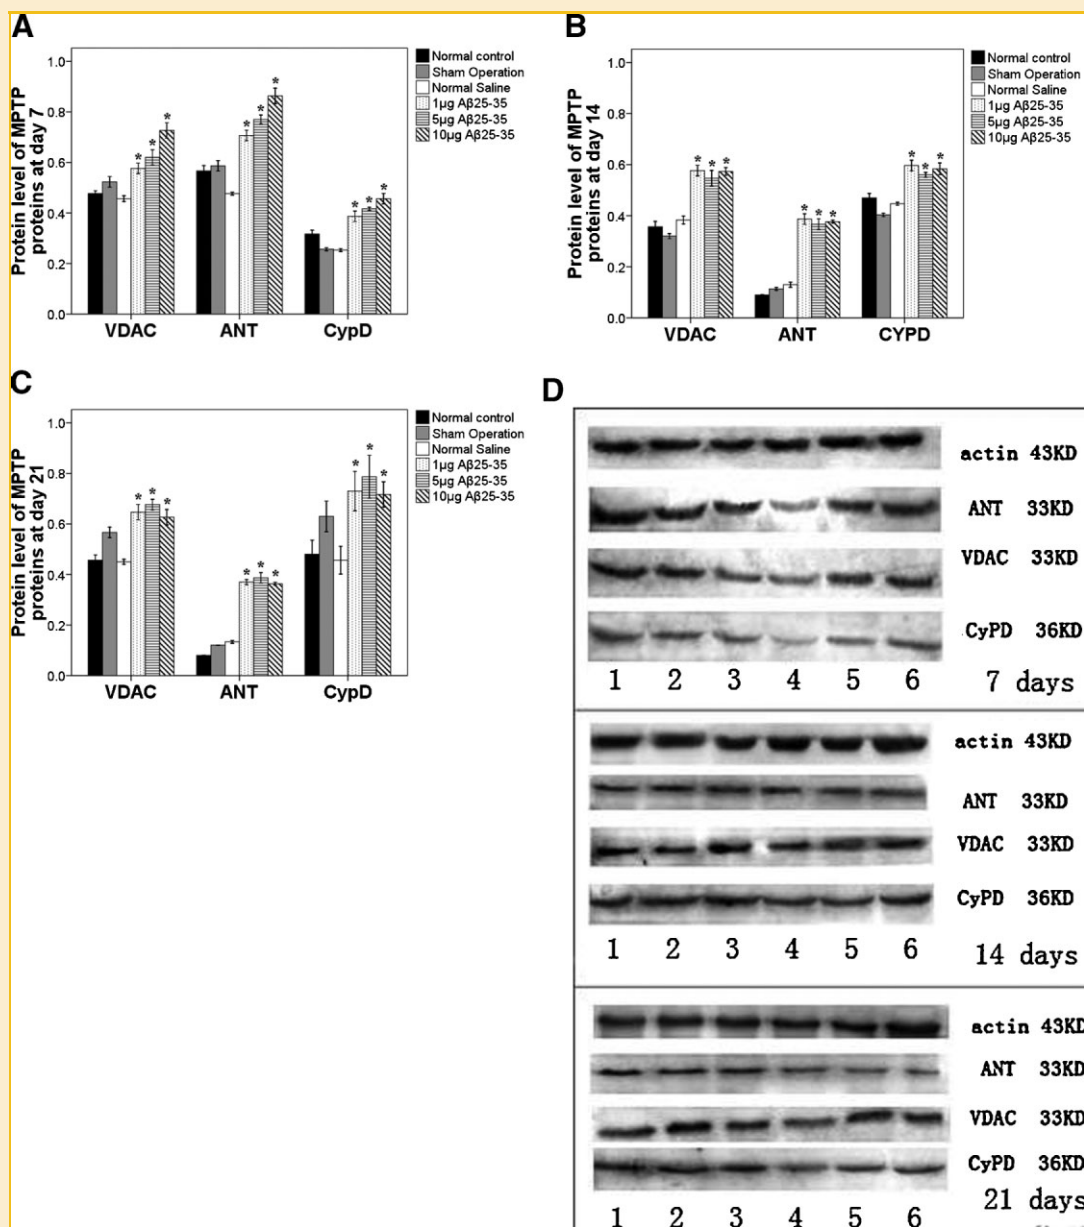 A
Protein level of MPTP
proteins at day 7
1.0
0.8
0.6
0.4
0.2
0.0
* * *
* * *
* * *
VDAC ANT CypD
Normal control
Sham Operation
Normal Saline
1μg Aβ25-35
5μg Aβ25-35
10μg Aβ25-35
B
Protein level of MPTP
proteins at day 14
1.0
0.8
0.6
0.4
0.2
0.0
* * *
* * *
* * *
VDAC ANT CYPD
Normal control
Sham Operation
Normal Saline
1μg Aβ25-35
5μg Aβ25-35
10μg Aβ25-35
C
Protein level of MPTP
proteins at day 21
1.0
0.8
0.6
0.4
0.2
0.0
* * *
* * *
* * *
VDAC ANT CypD
Normal control
Sham Operation
Normal Saline
1μg Aβ25-35
5μg Aβ25-35
10μg Aβ25-35
D
actin 43KD
ANT 33KD
VDAC 33KD
CyPD 36KD
1 2 3 4 5 6 7 days
actin 43KD
ANT 33KD
VDAC 33KD
CyPD 36KD
1 2 3 4 5 6 14 days
actin 43KD
ANT 33KD
VDAC 33KD
CyPD 36KD
21 days
1 2 3 4 5 6